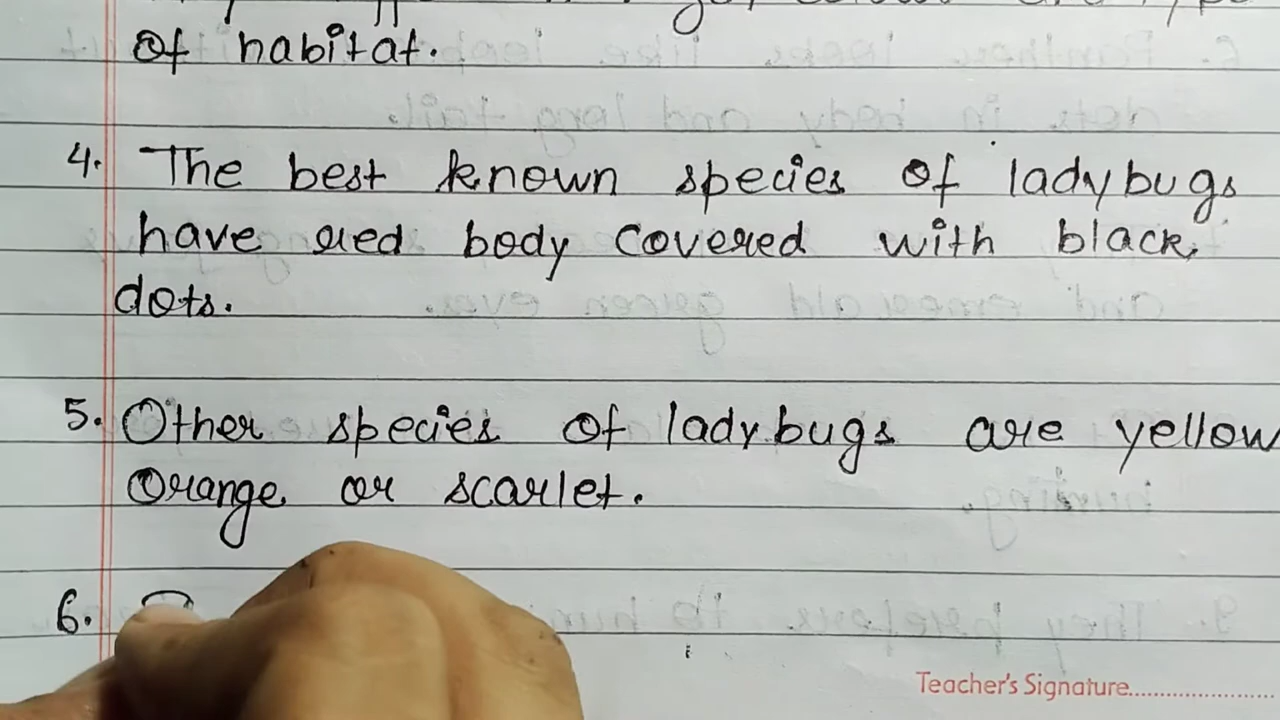 of habitat.
4. The best known species of ladybugs
have red body covered with black
dots.
5. Other species of ladybugs are yellow
Orange or scarlet.
6.
Teacher's Signature........................